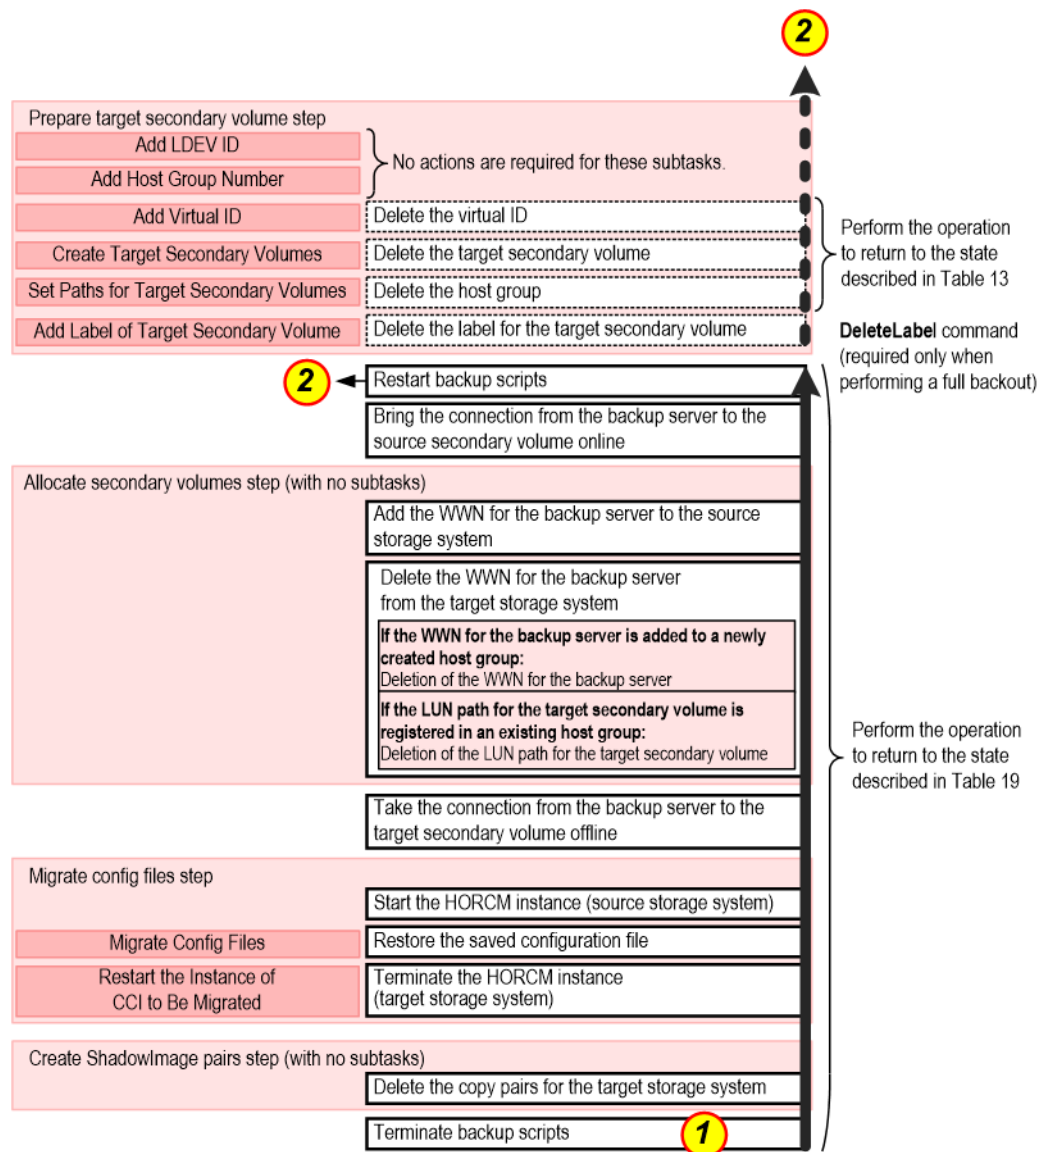 2
Prepare target secondary volume step
Add LDEV ID
Add Host Group Number
No actions are required for these subtasks.
Add Virtual ID
Delete the virtual ID
Create Target Secondary Volumes
Delete the target secondary volume
Set Paths for Target Secondary Volumes
Delete the host group
Perform the operation
to return to the state
described in Table 13
Add Label of Target Secondary Volume
Delete the label for the target secondary volume
DeleteLabel command
(required only when
performing a full backout)
2
Restart backup scripts
Bring the connection from the backup server to the
source secondary volume online
Allocate secondary volumes step (with no subtasks)
Add the WWN for the backup server to the source
storage system
Delete the WWN for the backup server
from the target storage system
If the WWN for the backup server is added to a newly
created host group:
Deletion of the WWN for the backup server
If the LUN path for the target secondary volume is
registered in an existing host group:
Deletion of the LUN path for the target secondary volume
Perform the operation
to return to the state
described in Table 19
Take the connection from the backup server to the
target secondary volume offline
Migrate config files step
Start the HORCM instance (source storage system)
Migrate Config Files
Restore the saved configuration file
Restart the Instance of
CCI to Be Migrated
Terminate the HORCM instance
(target storage system)
Create ShadowImage pairs step (with no subtasks)
Delete the copy pairs for the target storage system
Terminate backup scripts
1